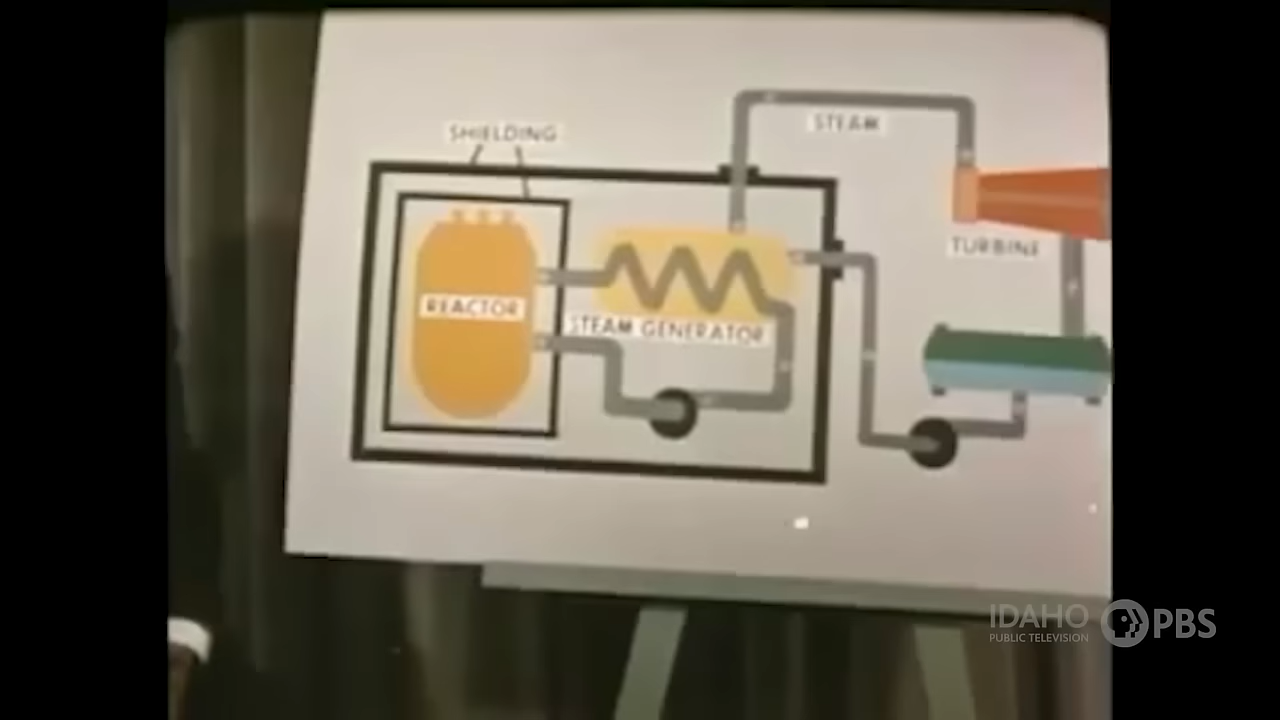 SHIELDING
STEAM
TURBINE
REACTOR
STEAM GENERATOR
IDAHO
PUBLIC TELEVISION
PBS